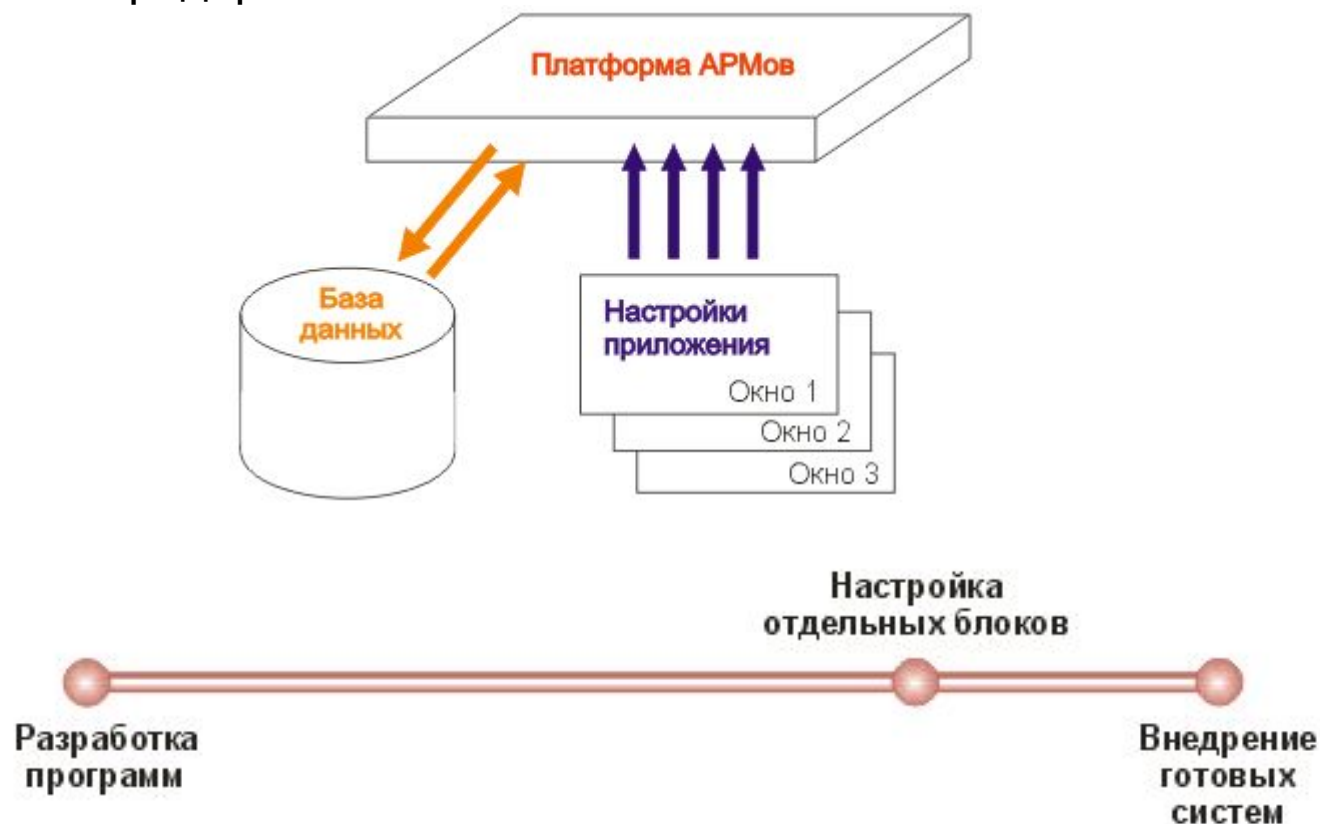 Платформа АРМов
База
данных
Настройки
приложения
Окно 1
Окно 2
Окно 3
Настройка
отдельных блоков
Разработка
программ
Внедрение
готовых
систем